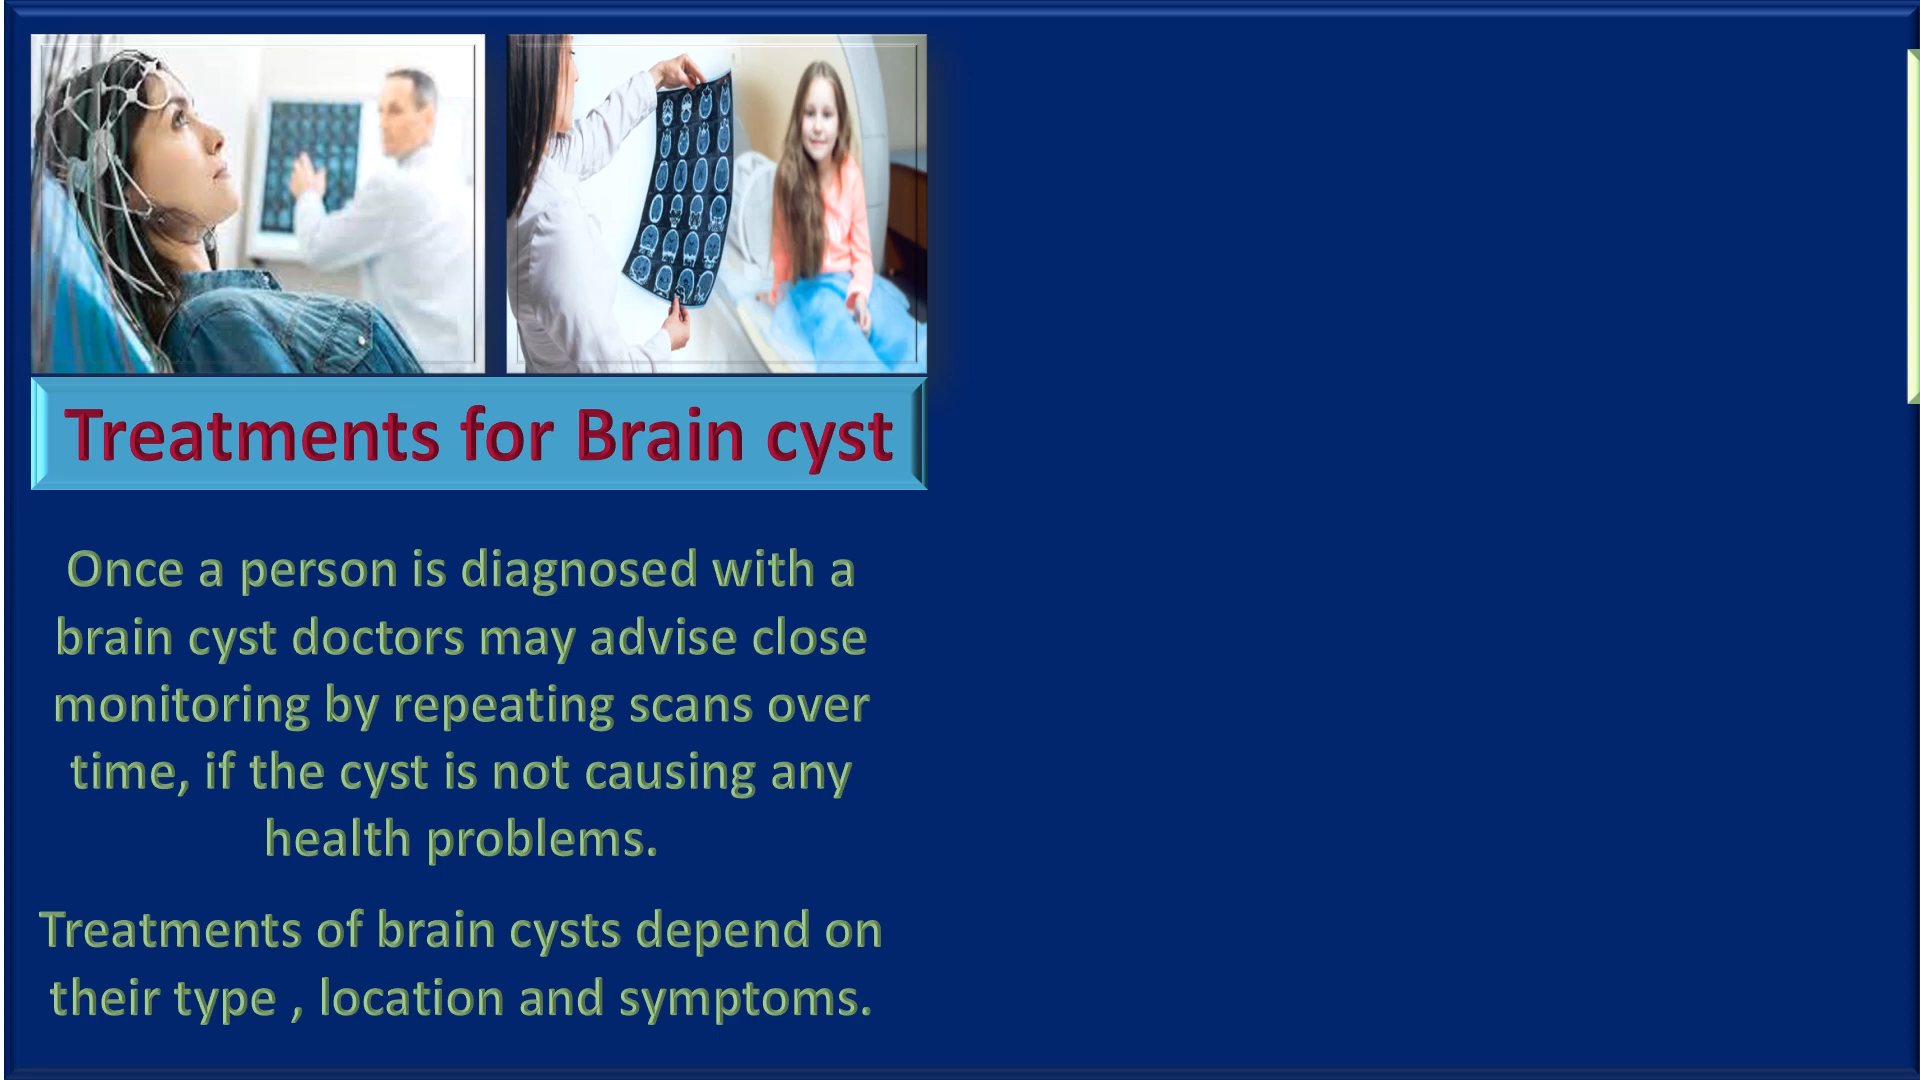 Treatments for Brain cyst
Once a person is diagnosed with a
brain cyst doctors may advise close
monitoring by repeating scans over
time, if the cyst is not causing any
health problems.
Treatments of brain cysts depend on
their type , location and symptoms.